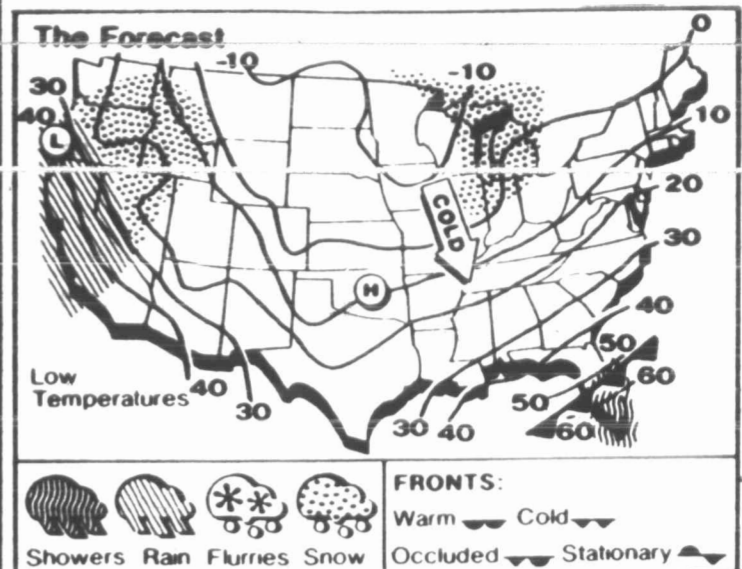 The Forecast
0
-10
-10
30
40
L
10
COLD
20
30
H
40
50
60
Low
Temperatures
40
30
30
40
50
60
FRONTS:
Warm Cold
Showers Rain Flurries Snow
Occluded Stationary